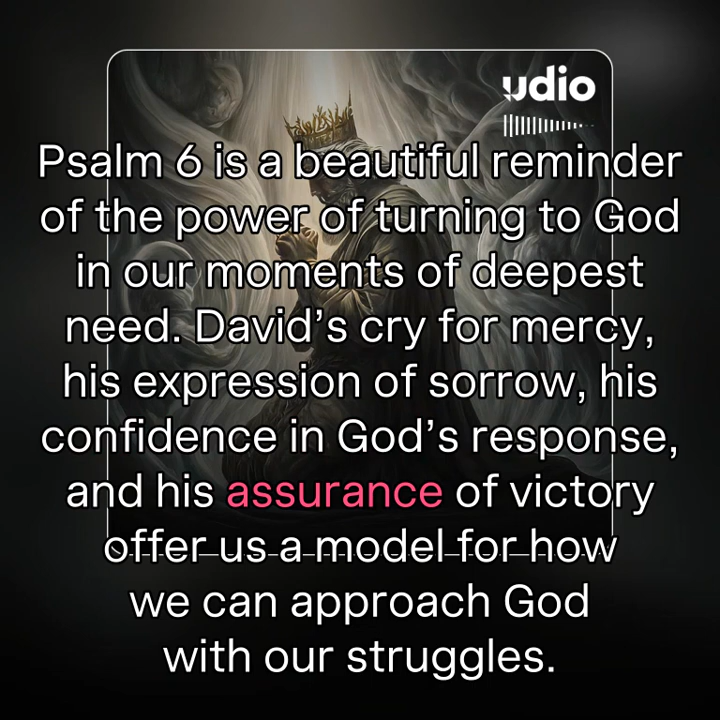 udio
Psalm 6 is a beautiful reminder
of the power of turning to God
in our moments of deepest
need. David's cry for mercy,
his expression of sorrow, his
confidence in God's response,
and his assurance of victory
offer us a model for how
we can approach God
with our struggles.